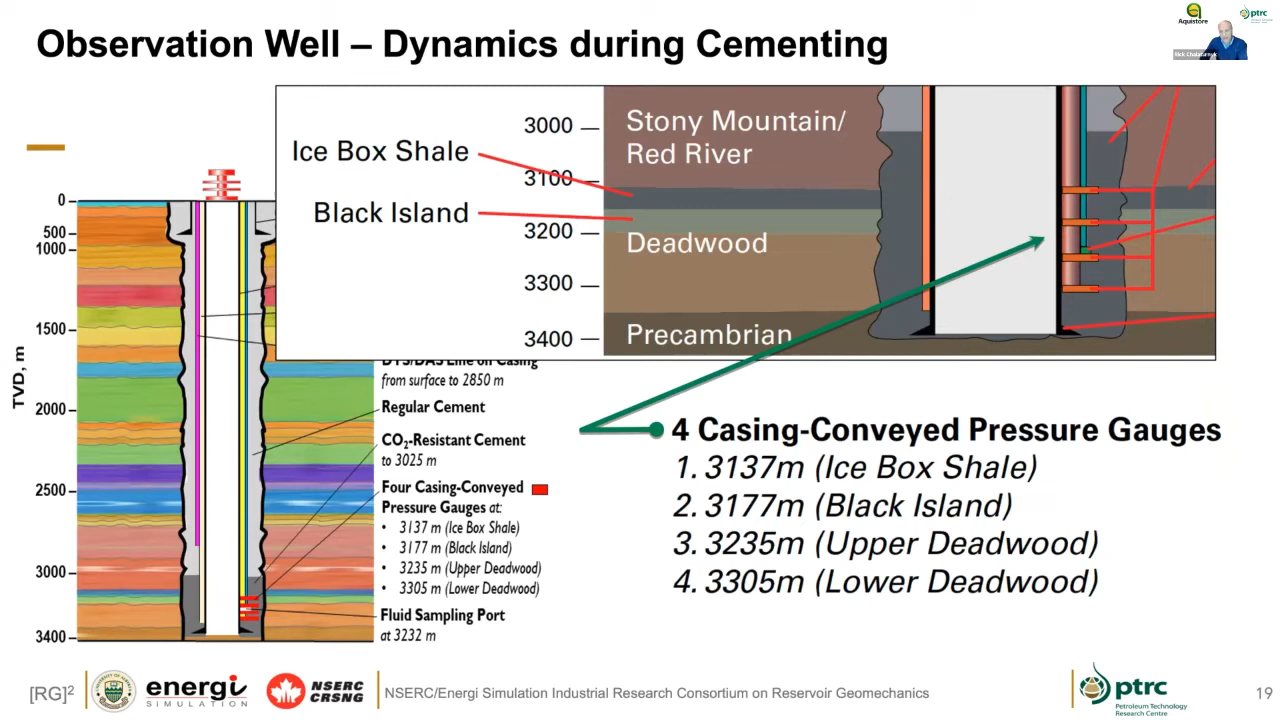 Observation Well – Dynamics during Cementing
Aquistore
ptrc
Rick Chalaturnyk
Ice Box Shale
Black Island
3000
3100
3200
3300
3400
Stony Mountain/
Red River
Deadwood
Precambrian
TVD, m
0
500
1000
1500
2000
2500
3000
3400
DTS/DAS Line on Casing
from surface to 2850 m
Regular Cement
CO₂-Resistant Cement
to 3025 m
Four Casing-Conveyed
Pressure Gauges at:
• 3137 m (Ice Box Shale)
• 3177 m (Black Island)
• 3235 m (Upper Deadwood)
• 3305 m (Lower Deadwood)
Fluid Sampling Port
at 3232 m
4 Casing-Conveyed Pressure Gauges
1. 3137m (Ice Box Shale)
2. 3177m (Black Island)
3. 3235m (Upper Deadwood)
4. 3305m (Lower Deadwood)
[RG]²
energi
SIMULATION
NSERC
CRSNG
NSERC/Energi Simulation Industrial Research Consortium on Reservoir Geomechanics
ptrc
Petroleum Technology
Research Centre
19